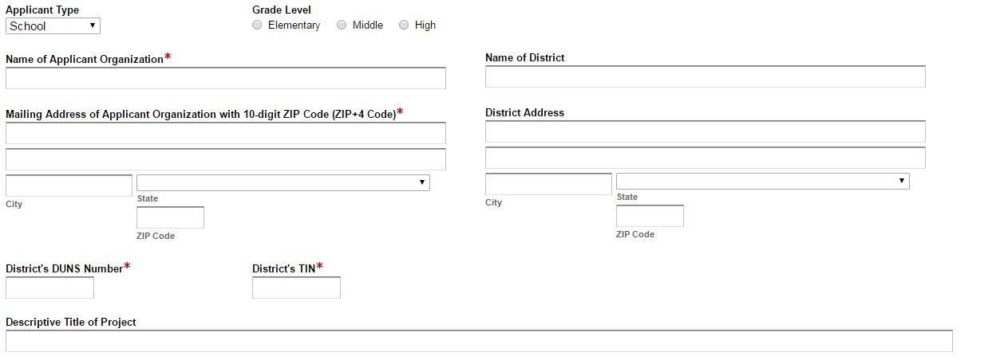 Applicant Type
Grade Level
School
Elementary
Middle
High
Name of Applicant Organization*
Name of District
Mailing Address of Applicant Organization with 10-digit ZIP Code (ZIP+4 Code)*
District Address
City
State
ZIP Code
City
State
ZIP Code
District's DUNS Number*
District's TIN*
Descriptive Title of Project